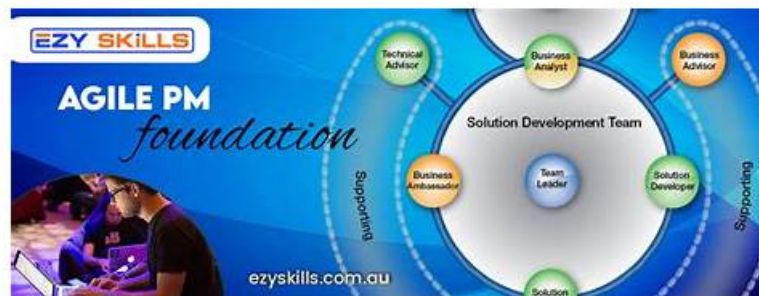 EZY SKiLLS
AGILE PM
foundation
ezyskills.com.au
Technical
Advisor
Business
Analyst
Business
Advisor
Solution Development Team
Business
Ambassador
Team
Leader
Solution
Developer
Supporting
Supporting
Solution